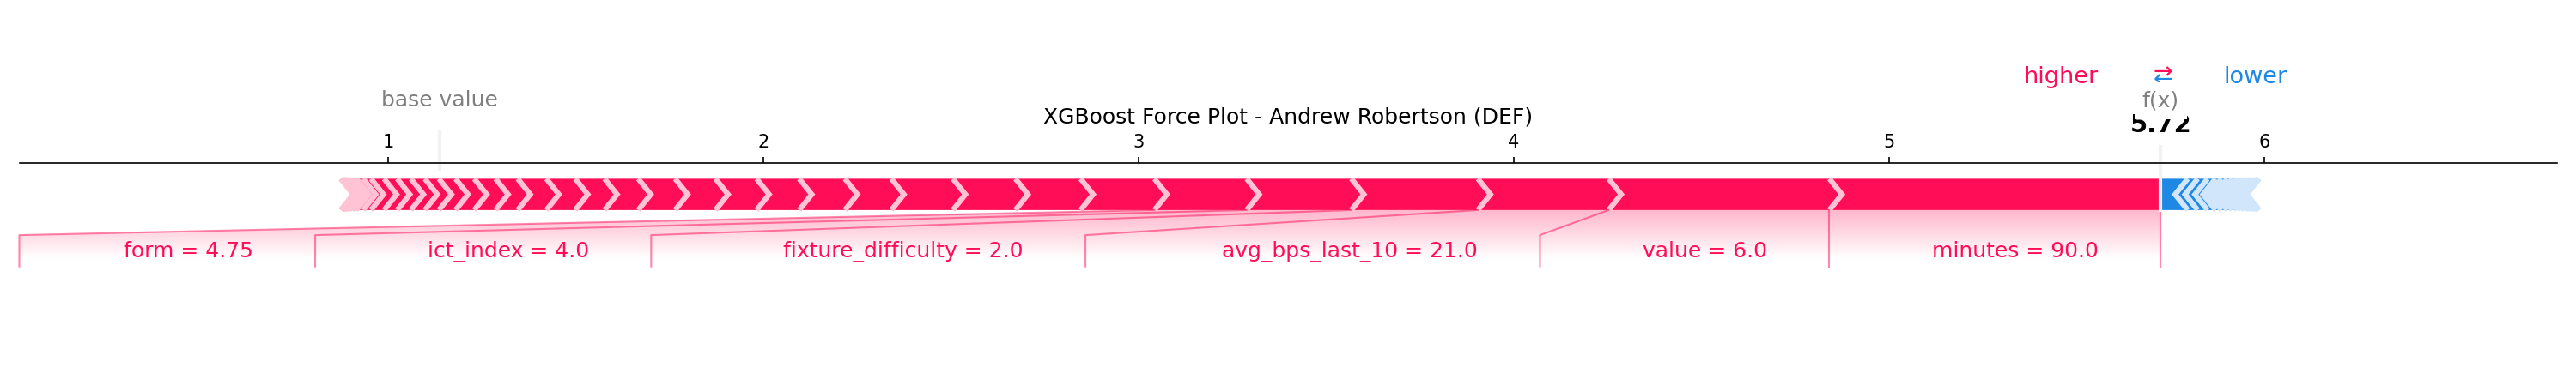 higher ⇄ lower
base value f(x)
XGBoost Force Plot - Andrew Robertson (DEF)
5.72
1 2 3 4 5 6
form = 4.75 ict_index = 4.0 fixture_difficulty = 2.0 avg_bps_last_10 = 21.0 value = 6.0 minutes = 90.0